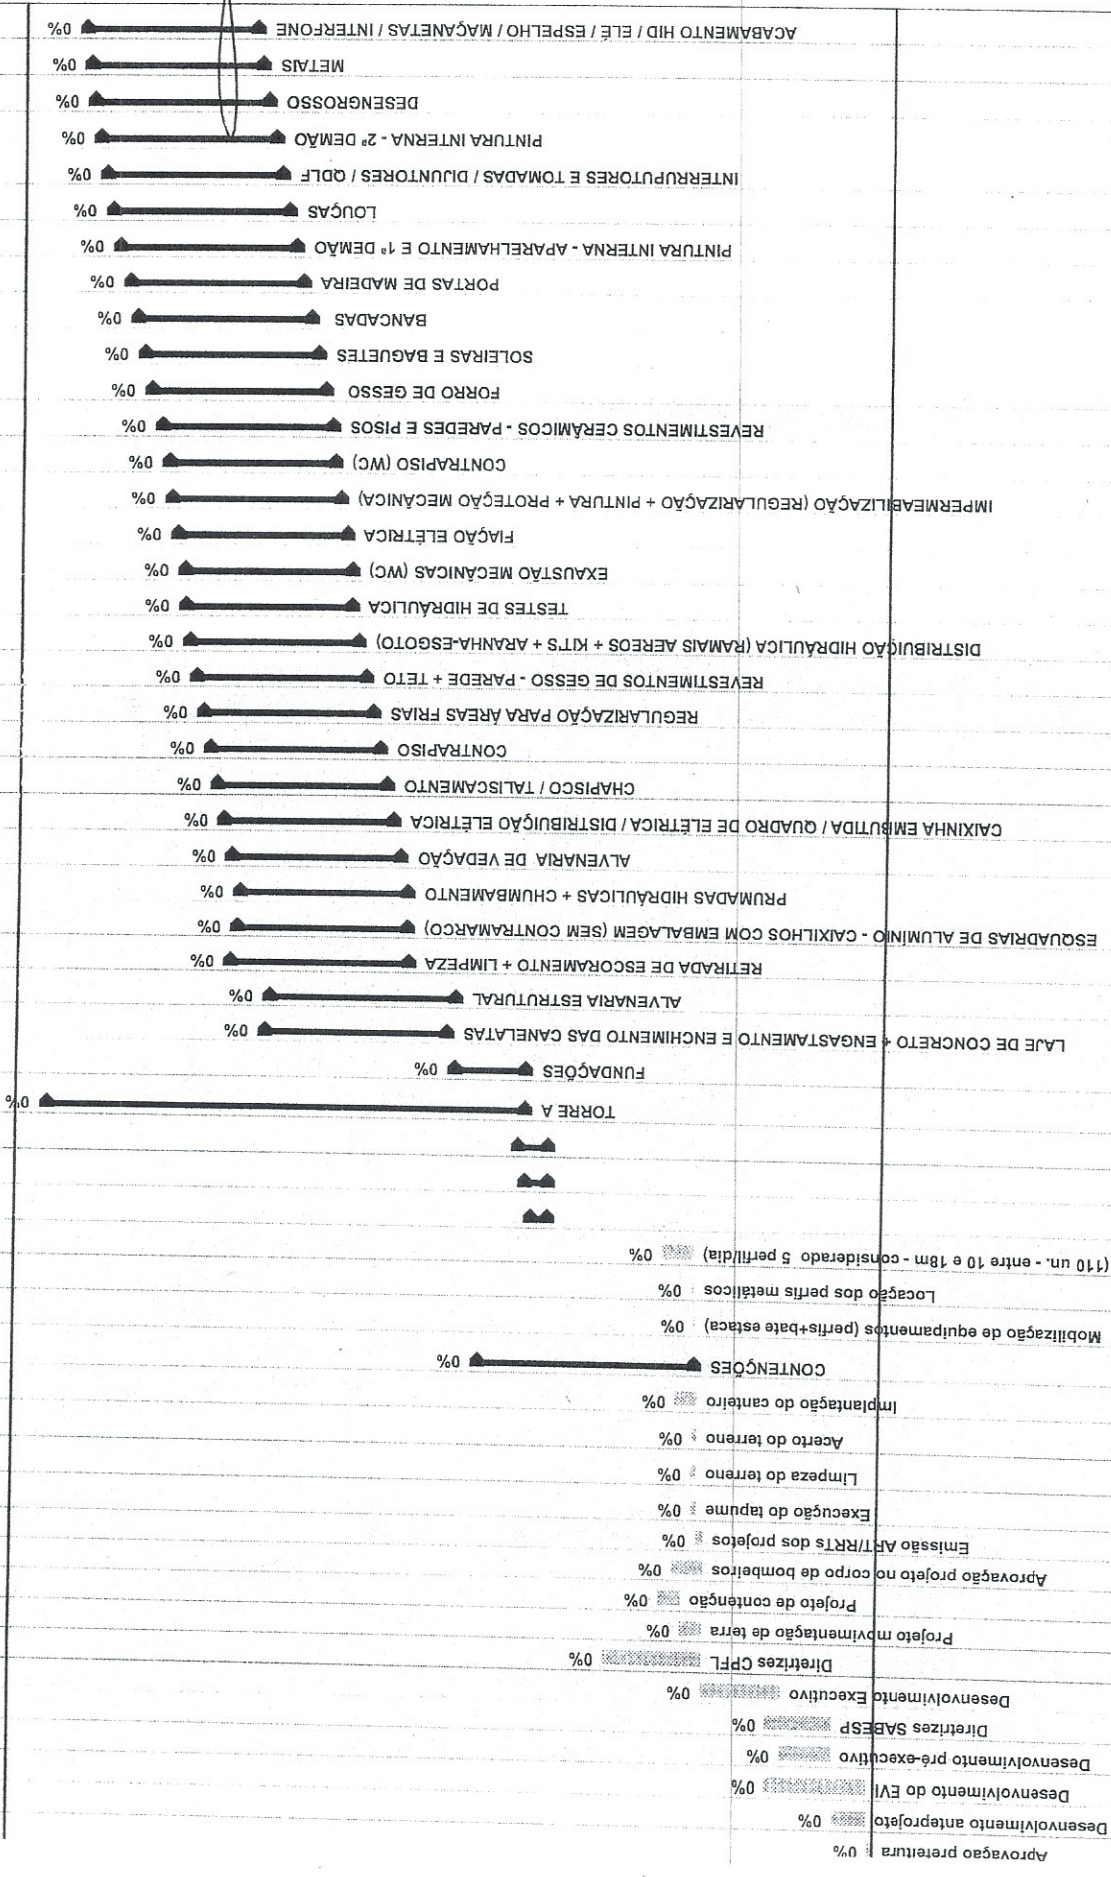 Aprovação prefeitura 0%
Desenvolvimento anteprojeto 0%
Desenvolvimento do EVI 0%
Desenvolvimento pré-executivo 0%
Diretrizes SABESP 0%
Desenvolvimento Executivo 0%
Diretrizes CPFL 0%
Projeto movimentação de terra 0%
Projeto de contenção 0%
Aprovação projeto no corpo de bombeiros 0%
Emissão ART/RRTs dos projetos 0%
Execução do tapume 0%
Limpeza do terreno 0%
Acerto do terreno 0%
Implantação do canteiro 0%
CONTENÇÕES 0%
Mobilização de equipamentos (perfis+bate estaca) 0%
Locação dos perfis metálicos 0%
(110 un. - entre 10 e 18m - considerado 5 perfil/dia) 0%
TORRE A 0%
FUNDAÇÕES 0%
LAJE DE CONCRETO + ENGASTAMENTO E ENCHIMENTO DAS CANELATAS 0%
ALVENARIA ESTRUTURAL 0%
RETIRADA DE ESCORAMENTO + LIMPEZA 0%
ESQUADRIAS DE ALUMÍNIO - CAIXILHOS COM EMBALAGEM (SEM CONTRAMARCO) 0%
PRUMADAS HIDRÁULICAS + CHUMBAMENTO 0%
ALVENARIA DE VEDAÇÃO 0%
CAIXINHA EMBUTIDA / QUADRO DE ELÉTRICA / DISTRIBUIÇÃO ELÉTRICA 0%
CHAPISCO / TALISCAMENTO 0%
CONTRAPISO 0%
REGULARIZAÇÃO PARA ÁREAS FRIAS 0%
REVESTIMENTOS DE GESSO - PAREDE + TETO 0%
DISTRIBUIÇÃO HIDRÁULICA (RAMAIS AEREOS + KITS + ARANHA-ESGOTO) 0%
TESTES DE HIDRÁULICA 0%
EXAUSTÃO MECÂNICAS (WC) 0%
FIAÇÃO ELÉTRICA 0%
IMPERMEABILIZAÇÃO (REGULARIZAÇÃO + PINTURA + PROTEÇÃO MECÂNICA) 0%
CONTRAPISO (WC) 0%
REVESTIMENTOS CERÂMICOS - PAREDES E PISOS 0%
FORRO DE GESSO 0%
SOLEIRAS E BAGUETES 0%
BANCADAS 0%
PORTAS DE MADEIRA 0%
PINTURA INTERNA - APARELHAMENTO E 1ª DEMÃO 0%
LOUÇAS 0%
INTERRUPUTORES E TOMADAS / DIJUNTORES / QDLF 0%
PINTURA INTERNA - 2ª DEMÃO 0%
DESENGROSSO 0%
METAIS 0%
ACABAMENTO HID / ELÉ / ESPELHO / MAÇANETAS / INTERFONE 0%